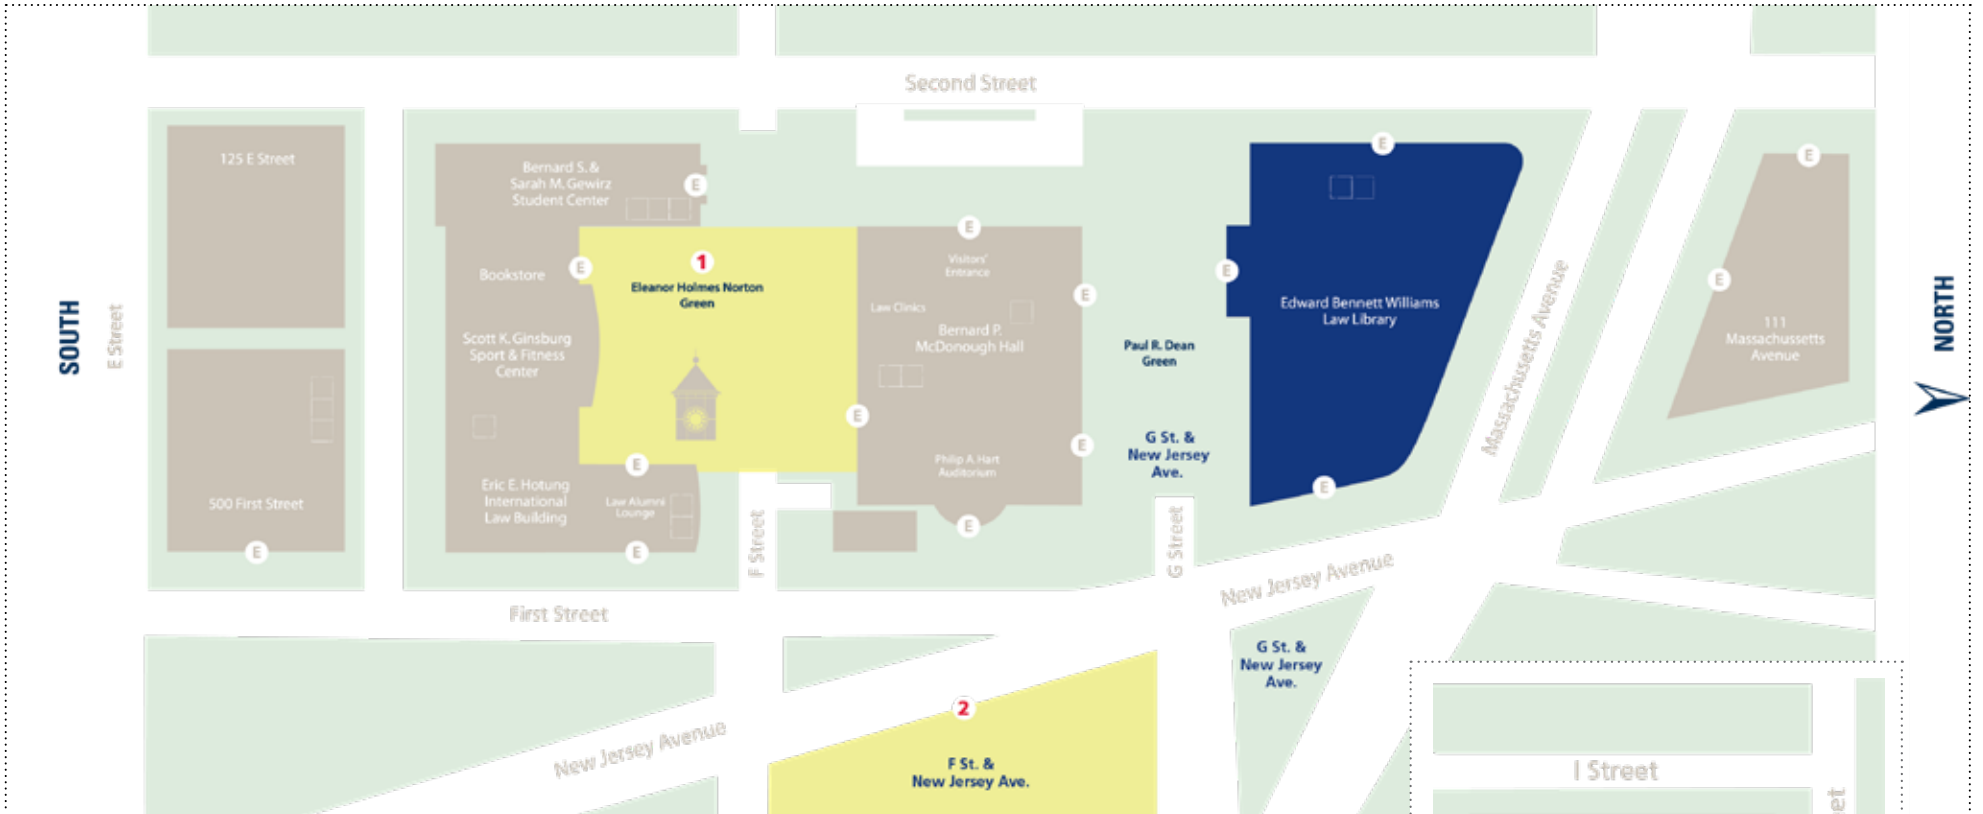 Second Street
125 E Street
Bernard S. &
Sarah M. Gewirz
Student Center
E
E
E
SOUTH
E Street
Bookstore
E
1
Eleanor Holmes Norton
Green
E
Visitors'
Entrance
Law Clinics
Bernard P.
McDonough Hall
E
E
Edward Bennett Williams
Law Library
Massachusetts Avenue
E
111
Massachussetts
Avenue
NORTH
Scott K. Ginsburg
Sport & Fitness
Center
Paul R. Dean
Green
E
E
G St. &
New Jersey
Ave.
500 First Street
E
Eric E. Hotung
International
Law Building
E
Law Alumni
Lounge
E
Philip A. Hart
Auditorium
E
E
F Street
G Street
New Jersey Avenue
First Street
G St. &
New Jersey
Ave.
New Jersey Avenue
2
F St. &
New Jersey Ave.
I Street